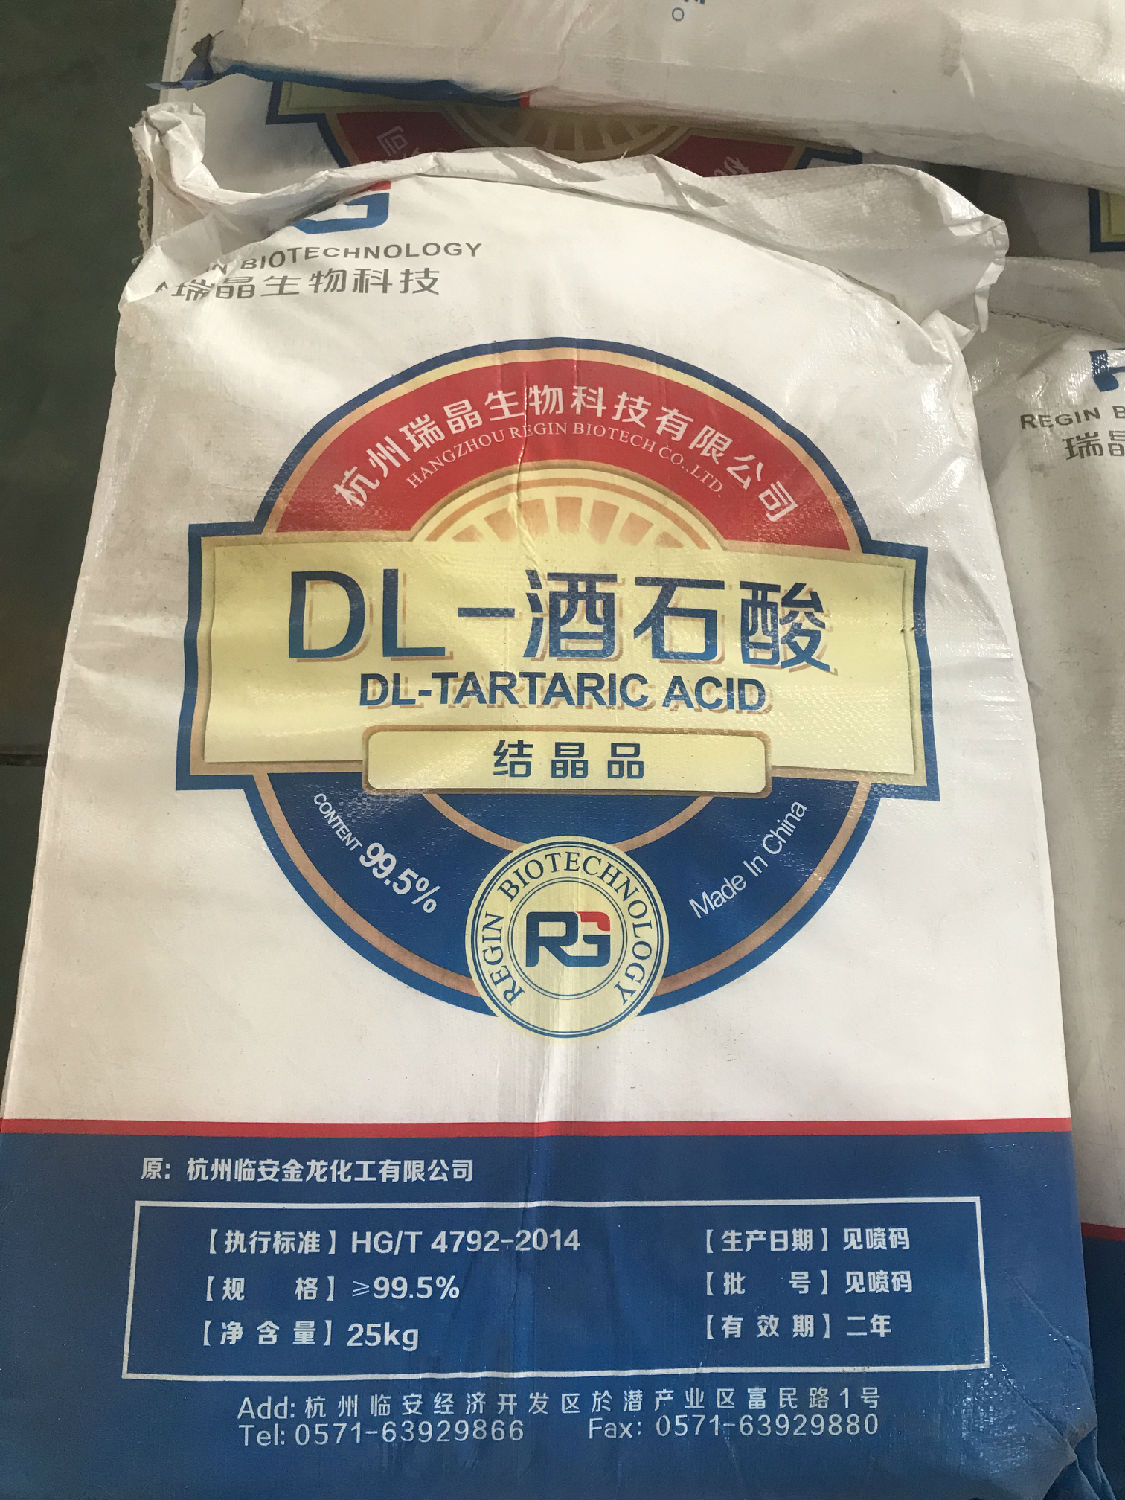 BIOTECHNOLOGY
瑞晶生物科技
REGIN B
瑞晶
杭州瑞晶生物科技有限公司
HANGZHOU REGIN BIOTECH CO.,LTD.
DL-酒石酸
DL-TARTARIC ACID
结晶品
CONTENT 99.5%
Made In China
REGIN BIOTECHNOLOGY
RG
原：杭州临安金龙化工有限公司
【执行标准】HG/T 4792-2014
【生产日期】见喷码
【规 格】≥99.5%
【批 号】见喷码
【净含量】25kg
【有效期】二年
Add:杭州临安经济开发区於潜产业区富民路1号
Tel:0571-63929866 Fax: 0571-63929880